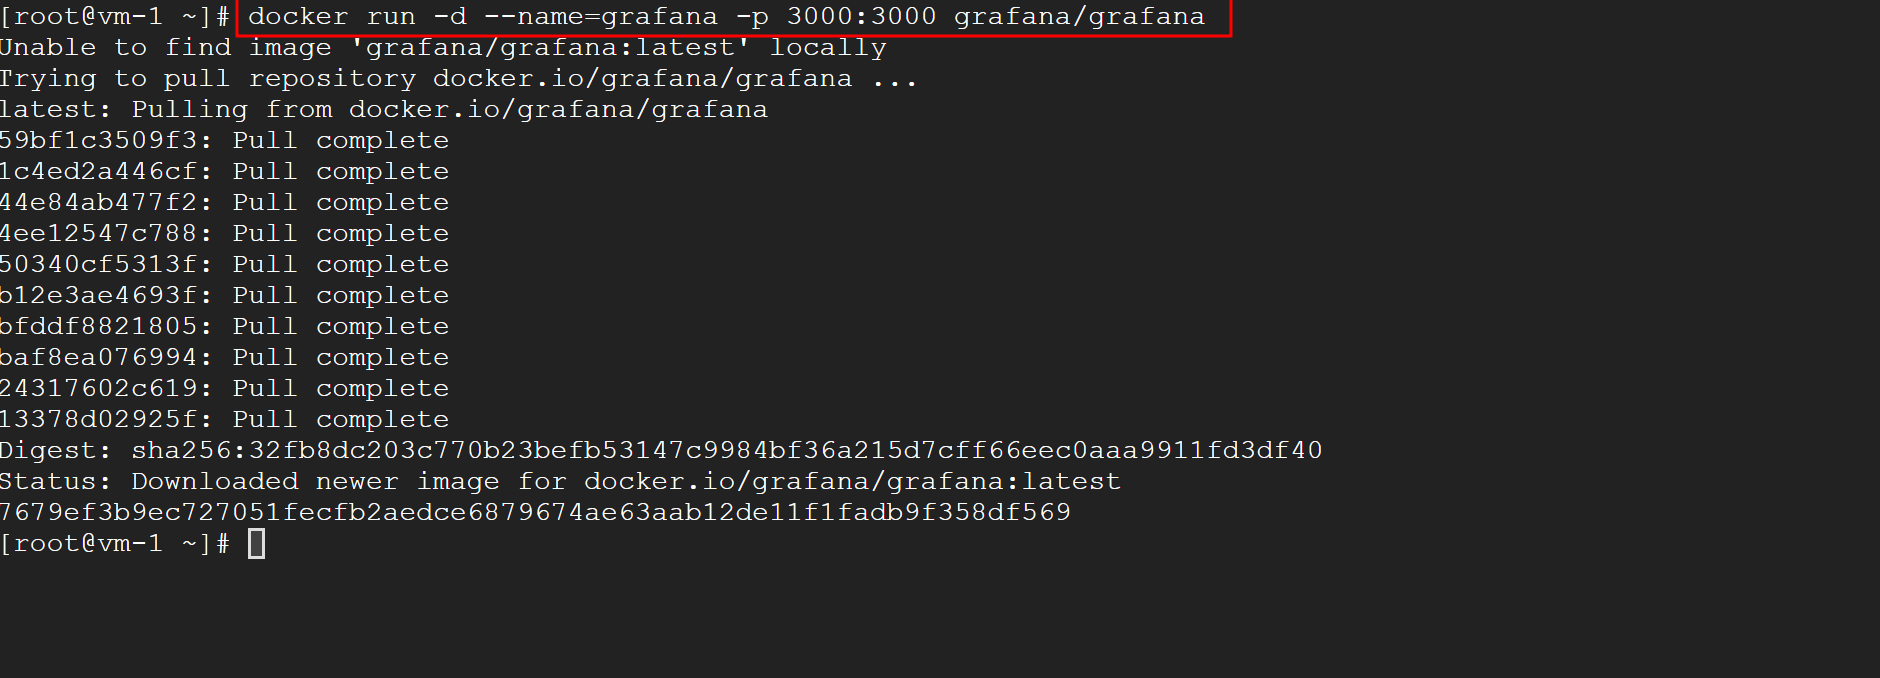 [root@vm-1 ~]# docker run -d --name=grafana -p 3000:3000 grafana/grafana
Unable to find image 'grafana/grafana:latest' locally
Trying to pull repository docker.io/grafana/grafana ...
latest: Pulling from docker.io/grafana/grafana
59bf1c3509f3: Pull complete
1c4ed2a446cf: Pull complete
44e84ab477f2: Pull complete
4ee12547c788: Pull complete
50340cf5313f: Pull complete
b12e3ae4693f: Pull complete
bfddf8821805: Pull complete
baf8ea076994: Pull complete
24317602c619: Pull complete
13378d02925f: Pull complete
Digest: sha256:32fb8dc203c770b23befb53147c9984bf36a215d7cff66eec0aaa9911fd3df40
Status: Downloaded newer image for docker.io/grafana/grafana:latest
7679ef3b9ec727051fecfb2aedce6879674ae63aab12de11f1fadb9f358df569
[root@vm-1 ~]#